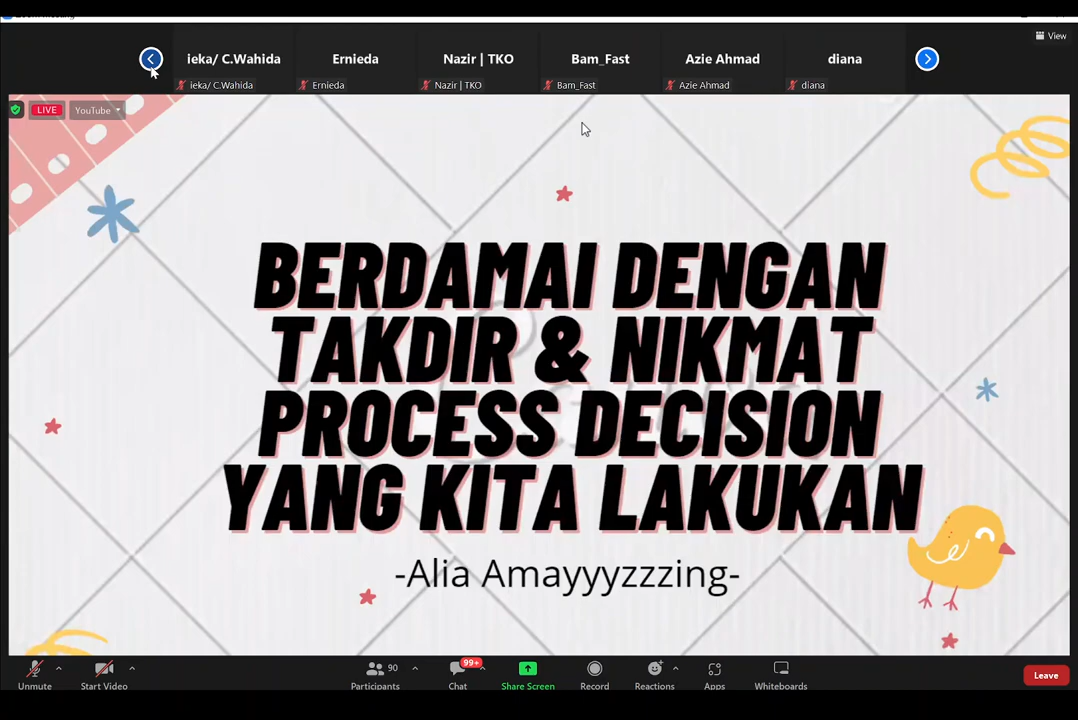 Zoom Meeting
View
ieka/ C.Wahida
Ernieda
Nazir | TKO
Bam_Fast
Azie Ahmad
diana
ieka/ C.Wahida
Ernieda
Nazir | TKO
Bam_Fast
Azie Ahmad
diana
LIVE
YouTube
BERDAMAI DENGAN
TAKDIR & NIKMAT
PROCESS DECISION
YANG KITA LAKUKAN
-Alia Amayyyzzzing-
Unmute
Start Video
90
Participants
99+
Chat
Share Screen
Record
Reactions
Apps
Whiteboards
Leave